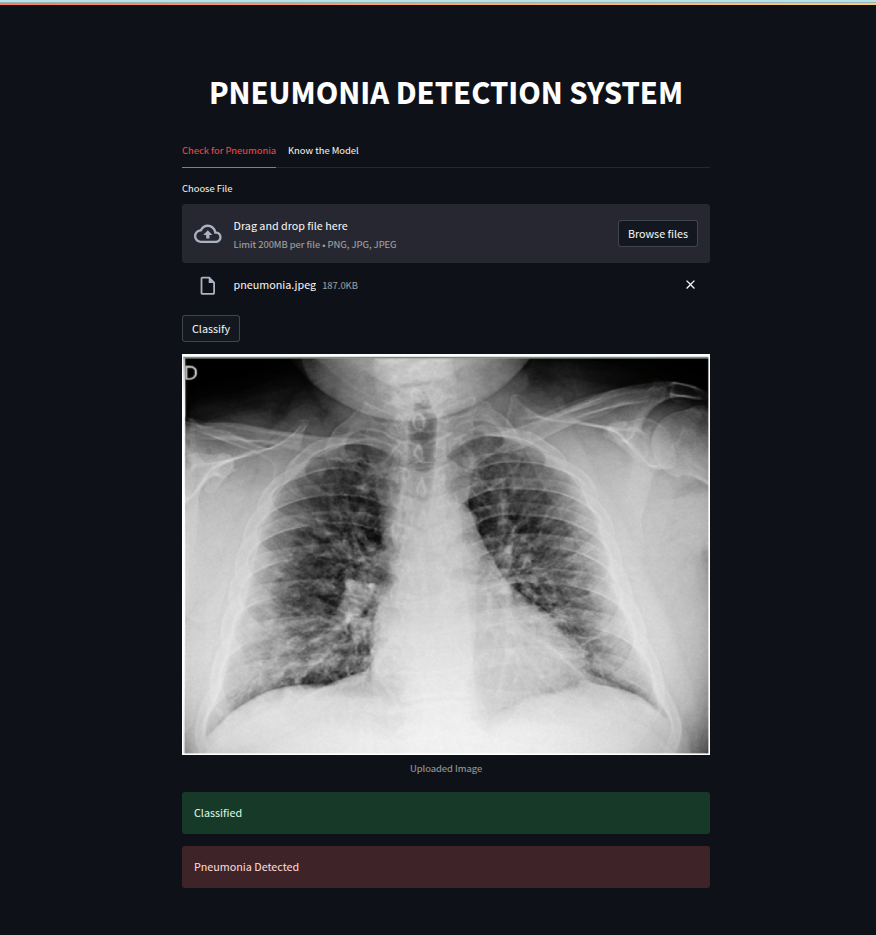 PNEUMONIA DETECTION SYSTEM
Check for Pneumonia Know the Model
Choose File
Drag and drop file here
Limit 200MB per file • PNG, JPG, JPEG
Browse files
pneumonia.jpeg 187.0KB
Classify
D
Uploaded Image
Classified
Pneumonia Detected